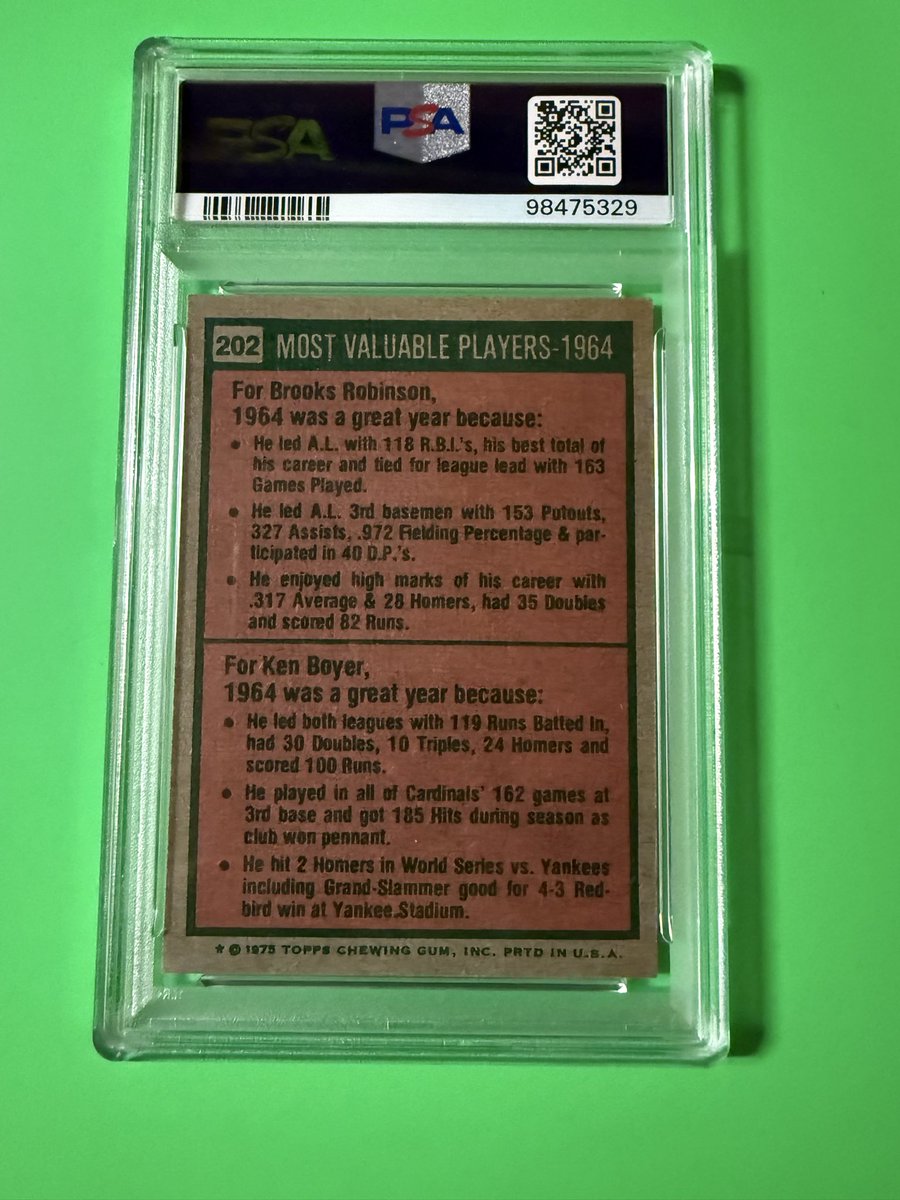 PSA
PSA
98475329
202 MOST VALUABLE PLAYERS-1964
For Brooks Robinson,
1964 was a great year because:
• He led A.L. with 118 R.B.I.'s, his best total of
his career and tied for league lead with 163
Games Played.
• He led A.L. 3rd basemen with 153 Putouts,
327 Assists, .972 Fielding Percentage & par-
ticipated in 40 D.P.'s.
• He enjoyed high marks of his career with
.317 Average & 28 Homers, had 35 Doubles
and scored 82 Runs.
For Ken Boyer,
1964 was a great year because:
• He led both leagues with 119 Runs Batted In,
had 30 Doubles, 10 Triples, 24 Homers and
scored 100 Runs.
• He played in all of Cardinals' 162 games at
3rd base and got 185 Hits during season as
club won pennant.
• He hit 2 Homers in World Series vs. Yankees
including Grand-Slammer good for 4-3 Red-
bird win at Yankee Stadium.
* © 1975 TOPPS CHEWING GUM, INC. PRTD IN U.S.A.